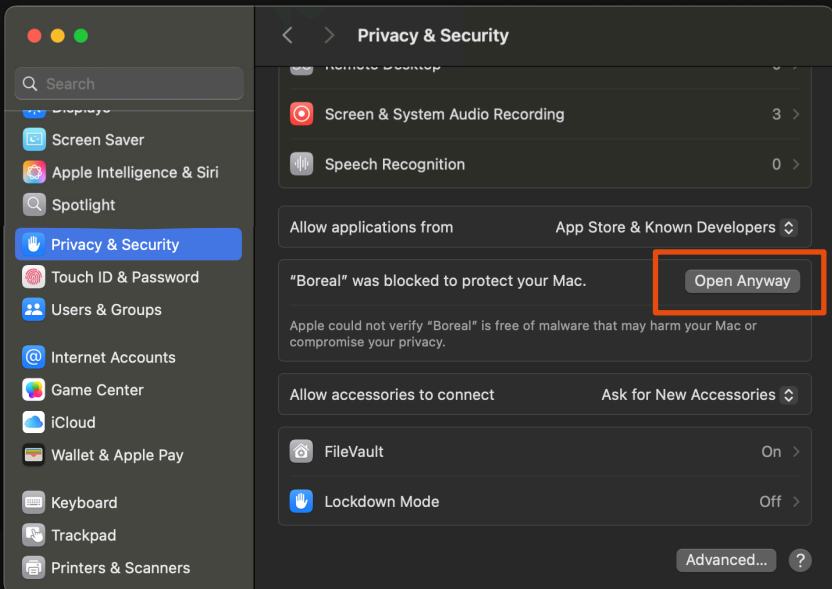 Privacy & Security
Search
Displays
Screen Saver
Apple Intelligence & Siri
Spotlight
Privacy & Security
Touch ID & Password
Users & Groups
Internet Accounts
Game Center
iCloud
Wallet & Apple Pay
Keyboard
Trackpad
Printers & Scanners
Remote Desktop
Screen & System Audio Recording 3
Speech Recognition 0
Allow applications from App Store & Known Developers
“Boreal” was blocked to protect your Mac. Open Anyway
Apple could not verify “Boreal” is free of malware that may harm your Mac or
compromise your privacy.
Allow accessories to connect Ask for New Accessories
FileVault On
Lockdown Mode Off
Advanced... ?